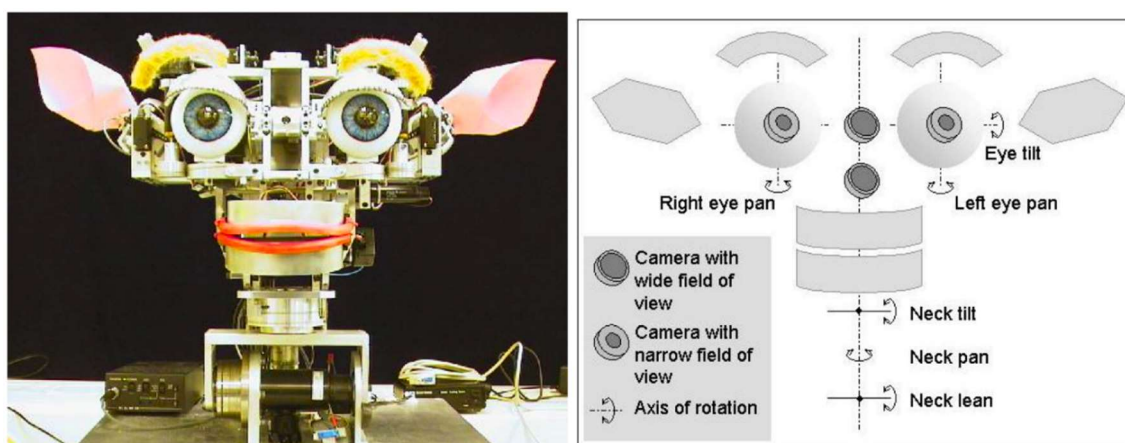 Eye tilt
Right eye pan
Left eye pan
Camera with
wide field of
view
Camera with
narrow field of
view
Axis of rotation
Neck tilt
Neck pan
Neck lean